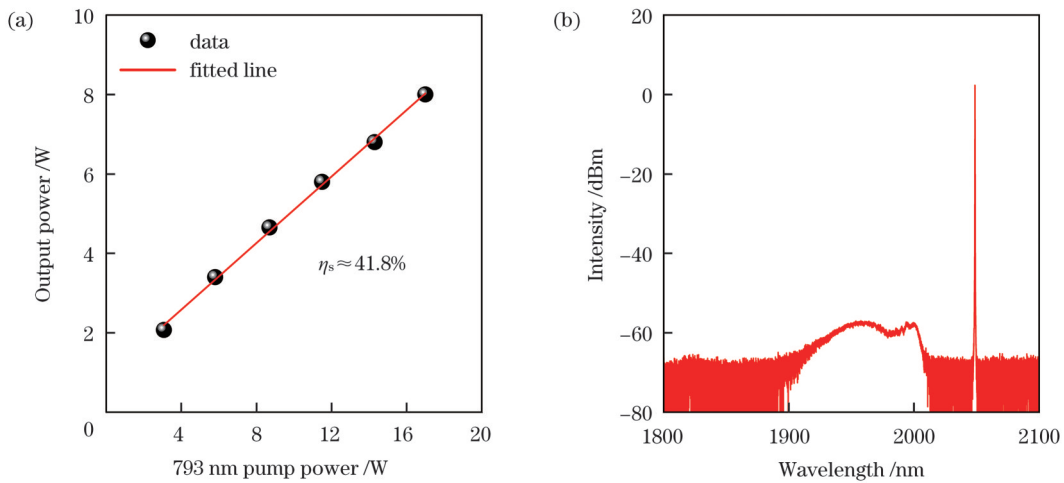 (a)
10
8
6
4
2
0
Output power /W
data
fitted line
ηs≈41.8%
4 8 12 16 20
793 nm pump power /W
(b)
20
0
−20
−40
−60
−80
Intensity /dBm
1800 1900 2000 2100
Wavelength /nm